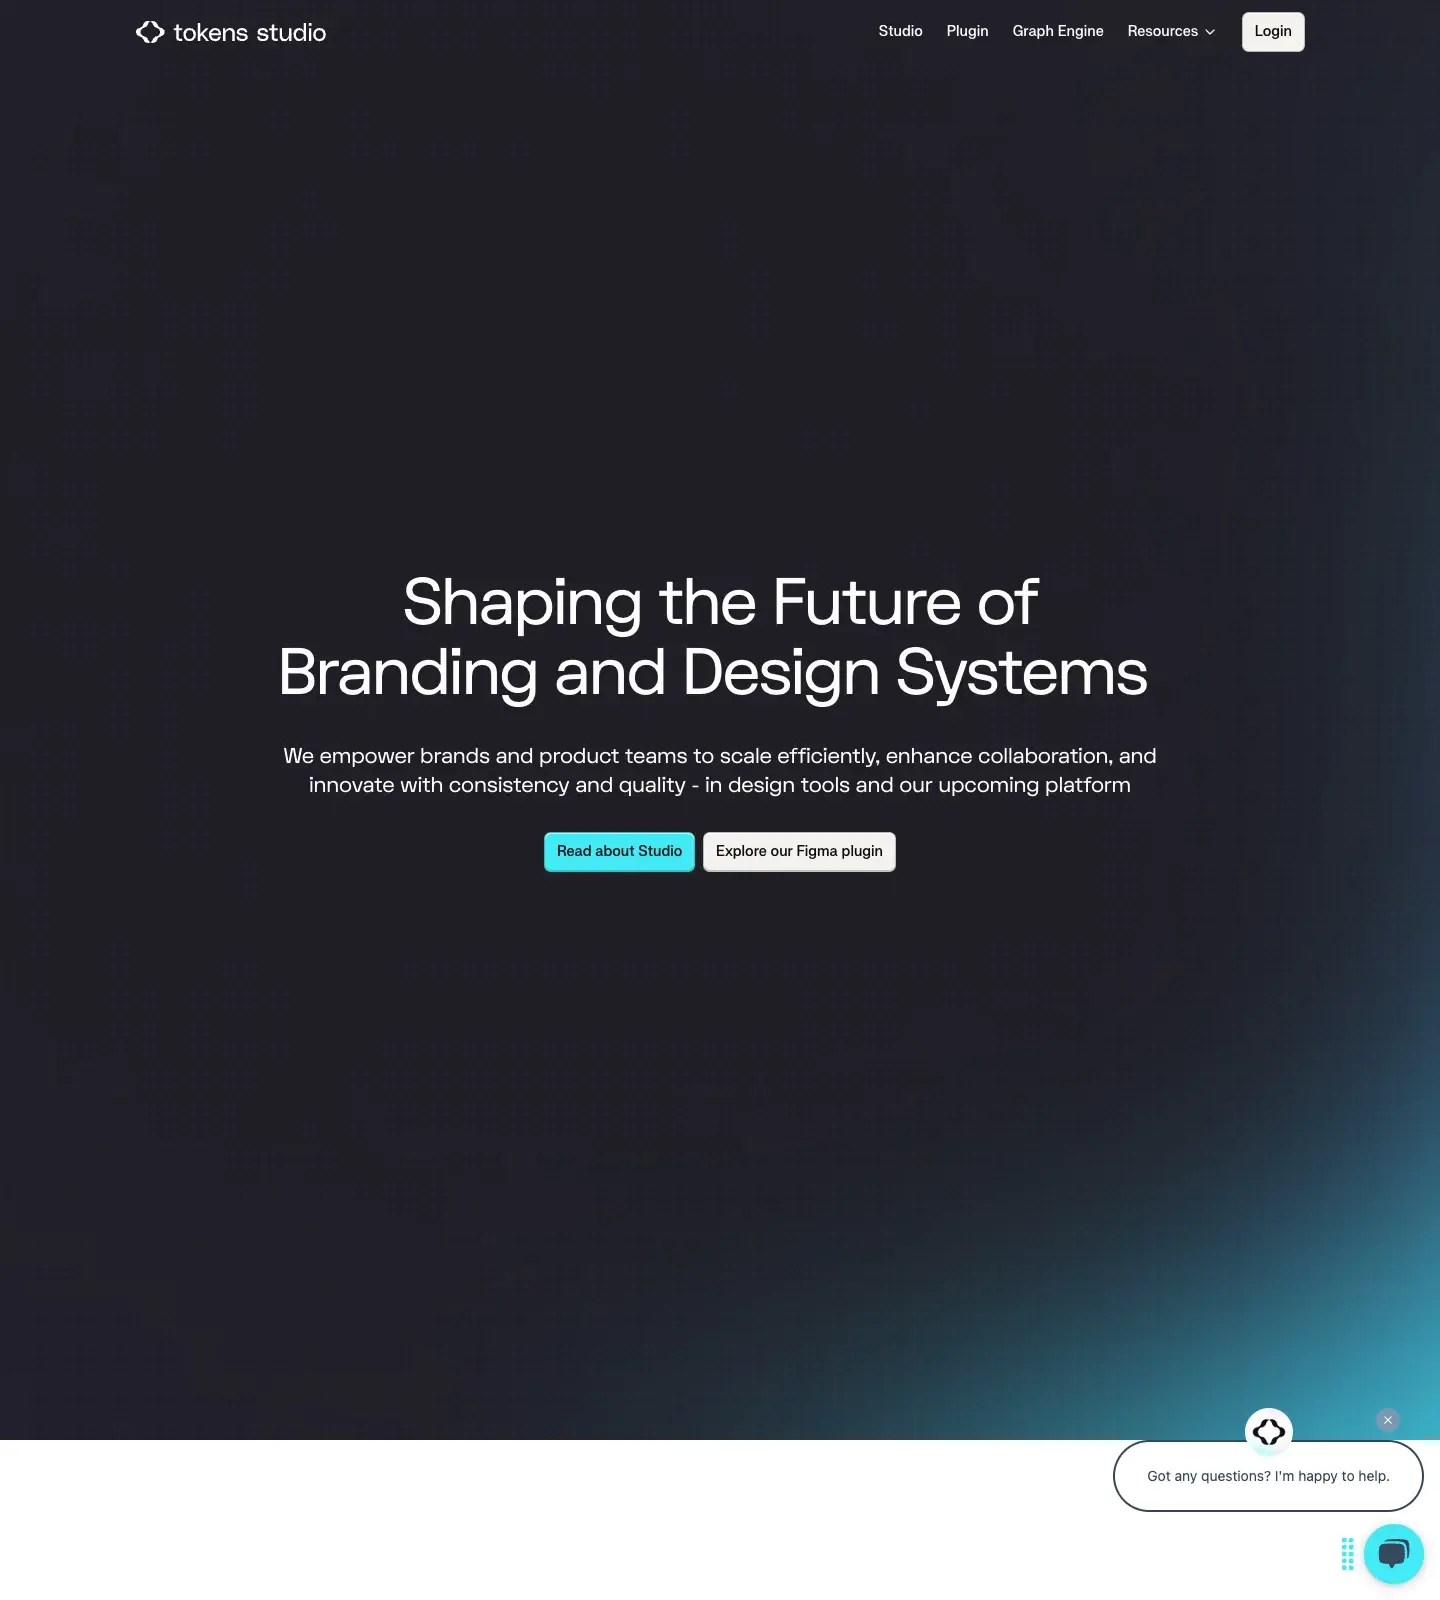 tokens studio
Studio
Plugin
Graph Engine
Resources
Login
Shaping the Future of
Branding and Design Systems
We empower brands and product teams to scale efficiently, enhance collaboration, and
innovate with consistency and quality - in design tools and our upcoming platform
Read about Studio
Explore our Figma plugin
Got any questions? I'm happy to help.